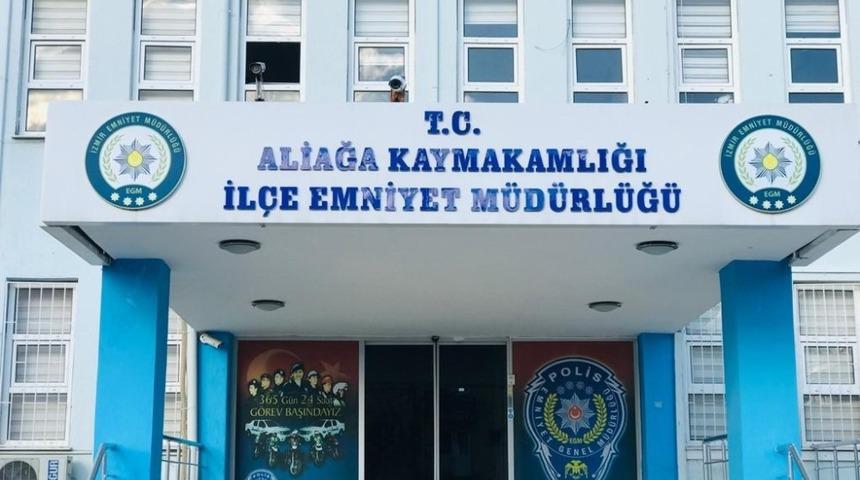 T.C.
ALİAĞA KAYMAKAMLIĞI
İLÇE EMNİYET MÜDÜRLÜĞÜ
İZMİR EMNİYET MÜDÜRLÜĞÜ
EGM
İZMİR EMNİYET MÜDÜRLÜĞÜ
EGM
365 Gün 24 Saat
GÖREV BAŞINDAYIZ
POLİS
EMNİYET GENEL MÜDÜRLÜĞÜ
EGM